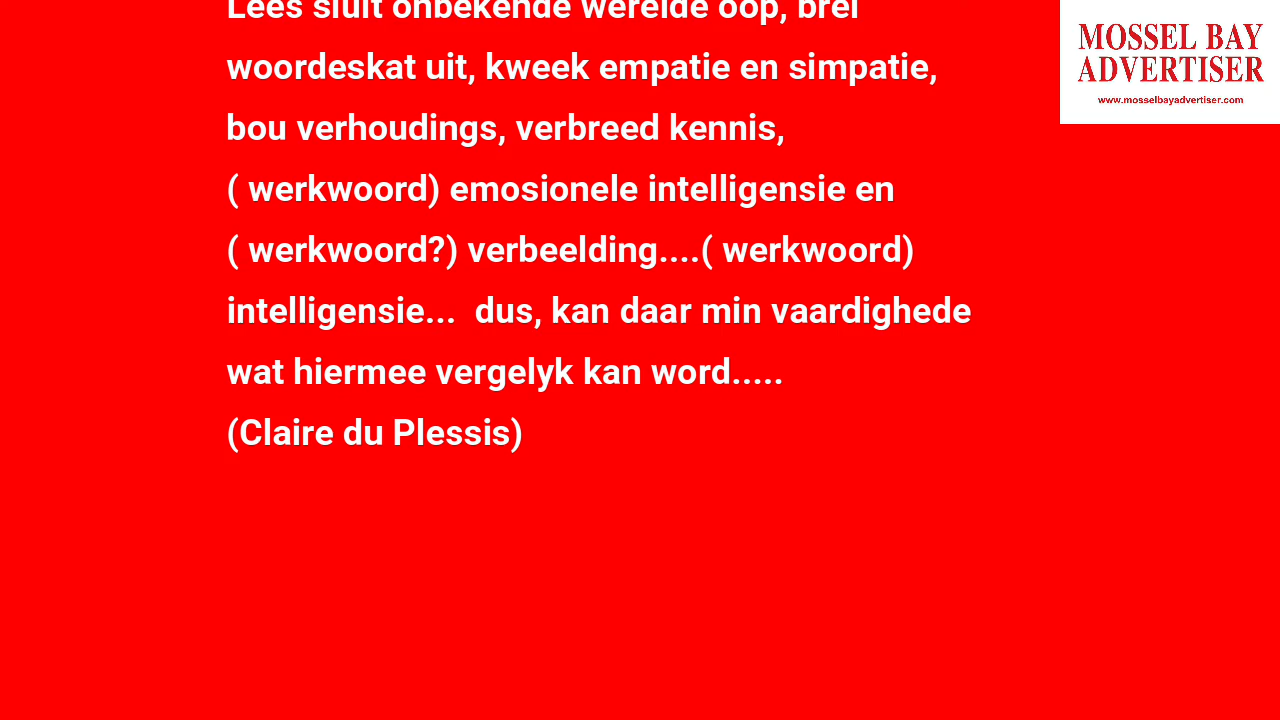 Lees sluit onbekende wêrelde oop, brei
woordeskat uit, kweek empatie en simpatie,
bou verhoudings, verbreed kennis,
( werkwoord) emosionele intelligensie en
( werkwoord?) verbeelding....( werkwoord)
intelligensie...  dus, kan daar min vaardighede
wat hiermee vergelyk kan word.....
(Claire du Plessis)
MOSSEL BAY
ADVERTISER
www.mosselbayadvertiser.com